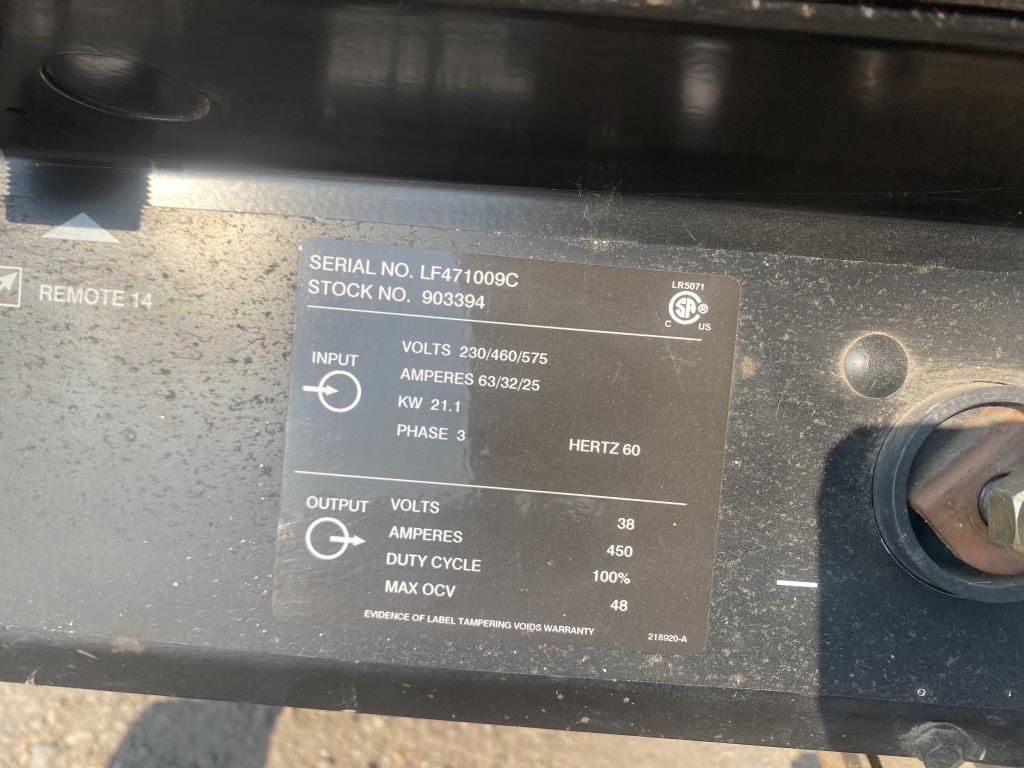 REMOTE 14
SERIAL NO. LF471009C
STOCK NO. 903394
LR5071
SP®
C US
INPUT
VOLTS 230/460/575
AMPERES 63/32/25
KW 21.1
PHASE 3 HERTZ 60
OUTPUT
VOLTS 38
AMPERES 450
DUTY CYCLE 100%
MAX OCV 48
EVIDENCE OF LABEL TAMPERING VOIDS WARRANTY
218920-A